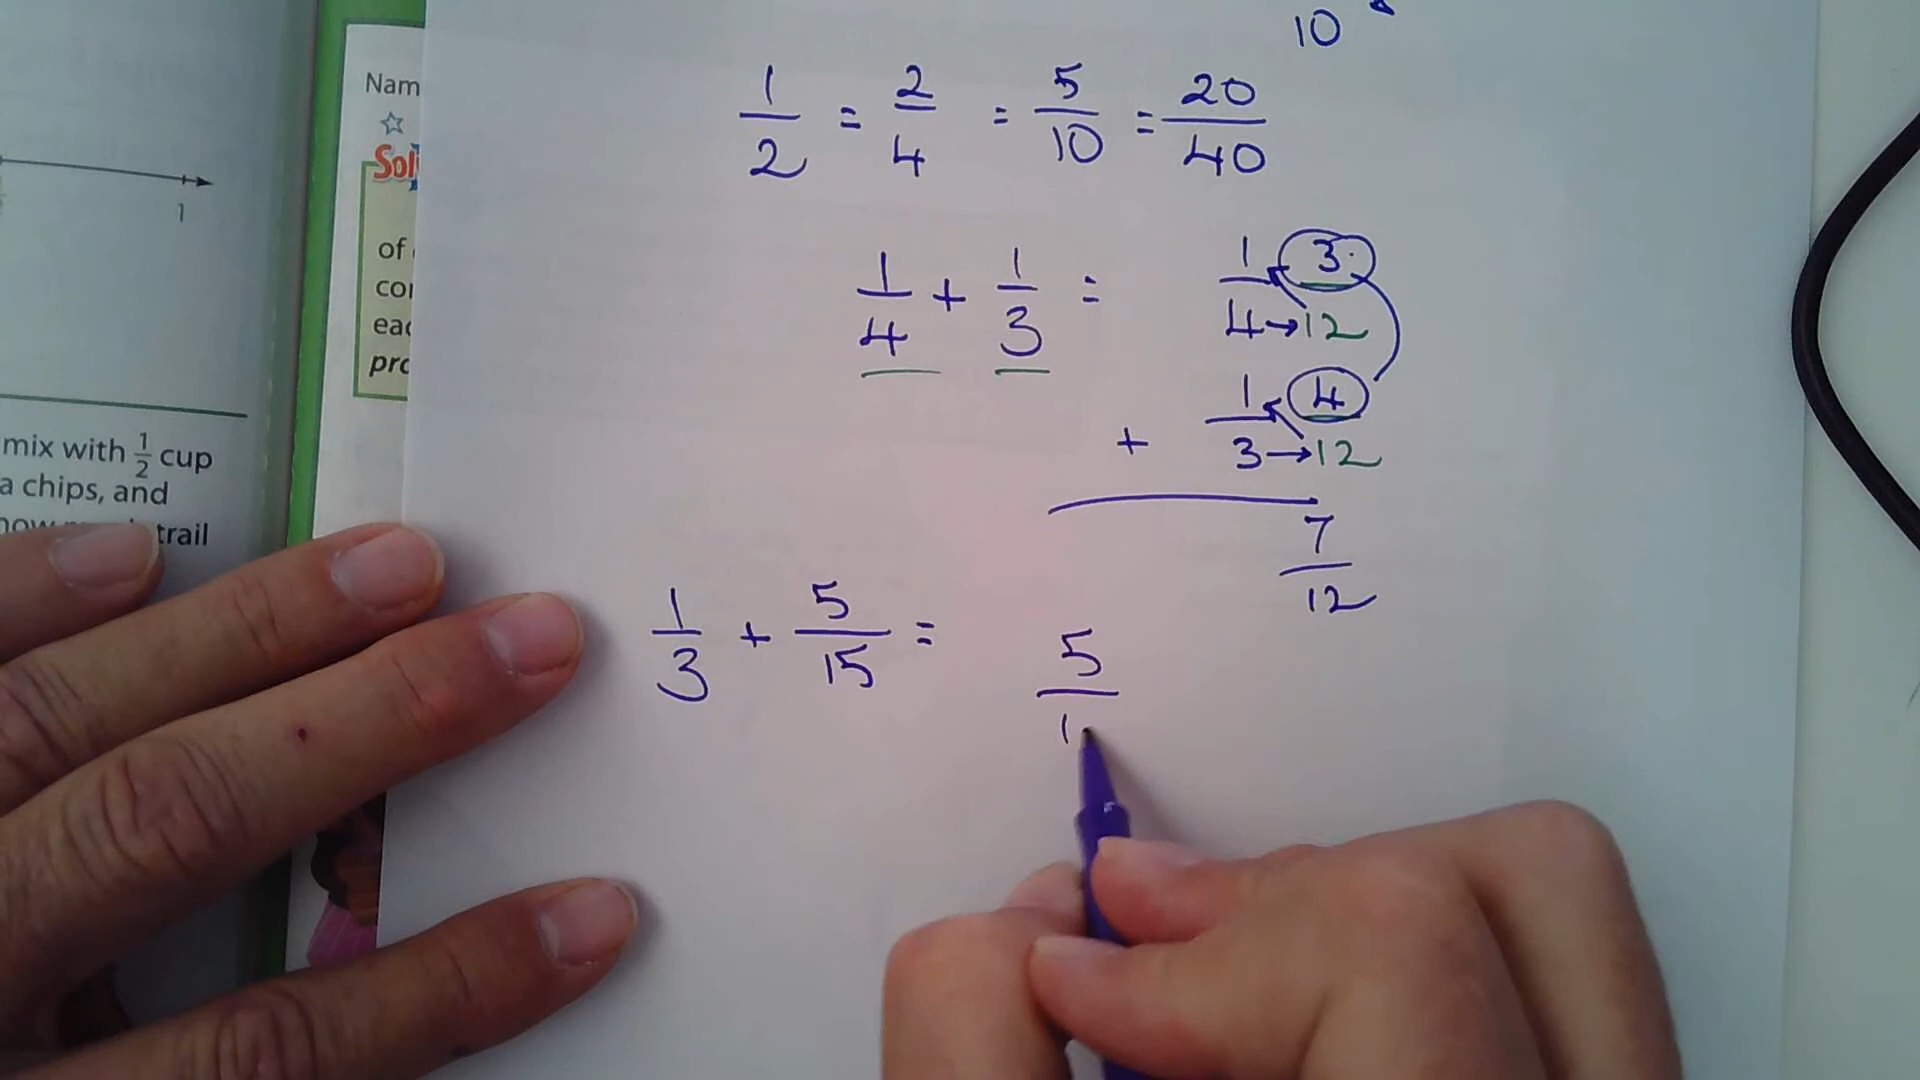 10
1/2 = 2/4 = 5/10 = 20/40
1/4 + 1/3 =
1 3
4→12
1 4
+ 3→12
7/12
1/3 + 5/15 =
5
1
Nam
Sol
of
eac
pro
1
mix with 1/2 cup
a chips, and
trail